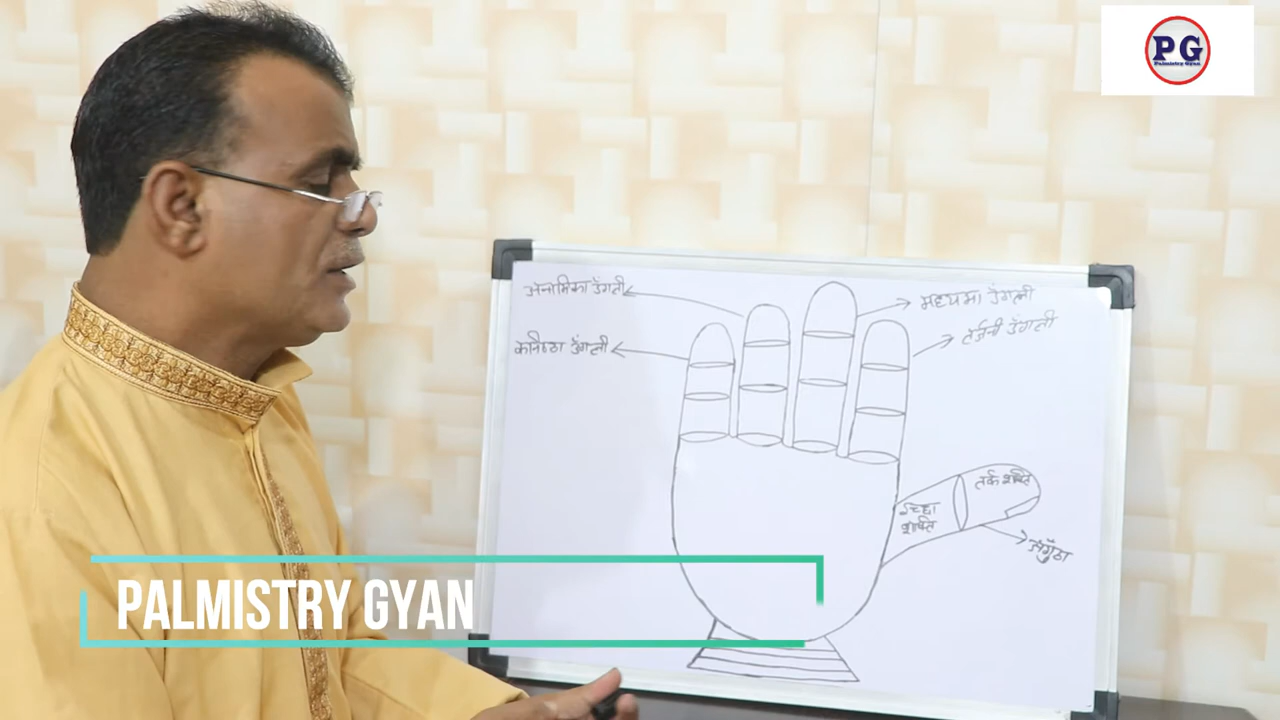 PG
Palmistry Gyan
अनामिका उंगली
मध्यमा उंगली
तर्जनी उंगली
कनिष्ठा उंगली
तर्क शक्ति
इच्छा
शक्ति
अंगूँठा
PALMISTRY GYAN